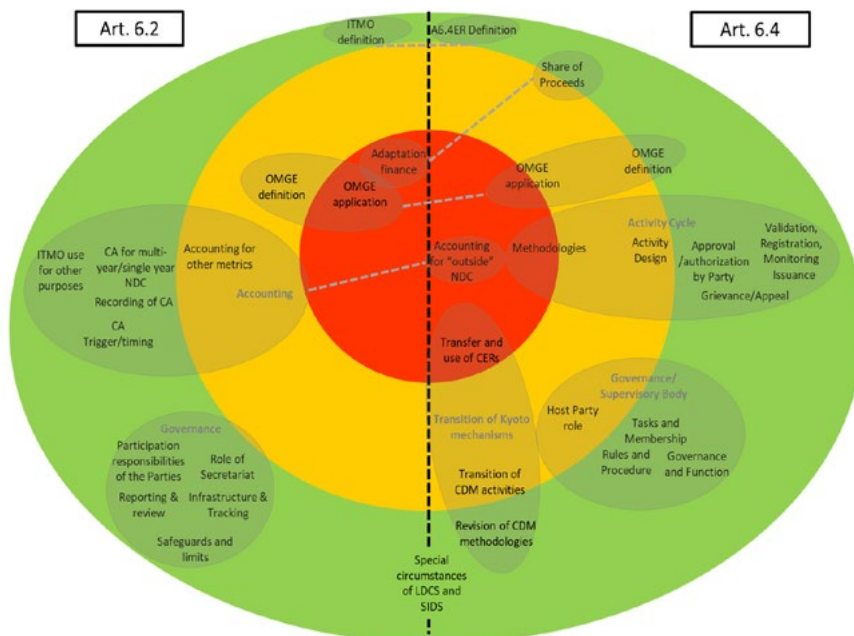 Art. 6.2
ITMO
definition
A6.4ER Definition
Art. 6.4
Share of
Proceeds
Adaptation
finance
OMGE
definition
OMGE
application
OMGE
application
OMGE
definition
ITMO use
for other
purposes
CA for multi-
year/single year
NDC
Recording of CA
CA
Trigger/timing
Accounting for
other metrics
Accounting
Accounting
for "outside"
NDC
Methodologies
Activity Cycle
Activity
Design
Approval
/authorization
by Party
Validation,
Registration,
Monitoring
Issuance
Grievance/Appeal
Transfer and
use of CERs
Transition of Kyoto
mechanisms
Transition of
CDM activities
Revision of CDM
methodologies
Governance/
Supervisory Body
Host Party
role
Tasks and
Membership
Rules and
Procedure
Governance
and Function
Governance
Participation
responsibilities
of the Parties
Role of
Secretariat
Reporting &
review
Infrastructure &
Tracking
Safeguards and
limits
Special
circumstances
of LDCS and
SIDS